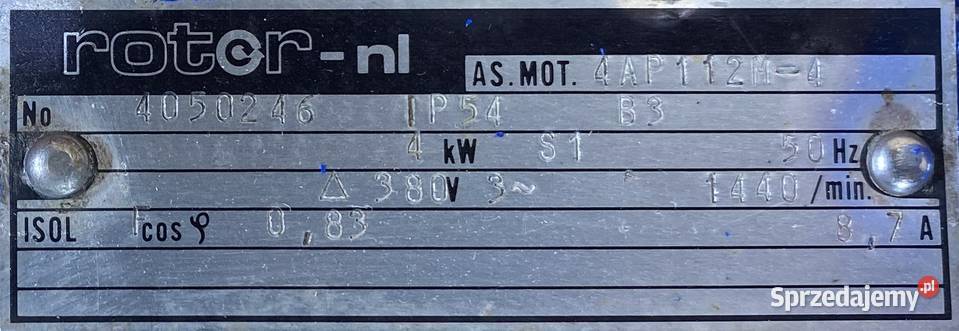 rotor-nl
AS.MOT. 4AP112M-4
No 4050246 IP54 B3
4 kW S1 50 Hz
△ 380 V 3~ 1440 /min.
ISOL F cos φ 0,83 8,7 A
Sprzedajemy.pl